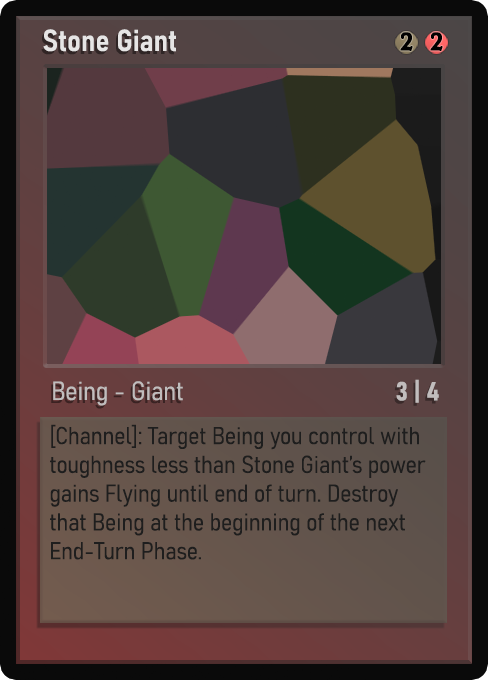 Stone Giant 2 2
Being - Giant 3 | 4
[Channel]: Target Being you control with
toughness less than Stone Giant's power
gains Flying until end of turn. Destroy
that Being at the beginning of the next
End-Turn Phase.